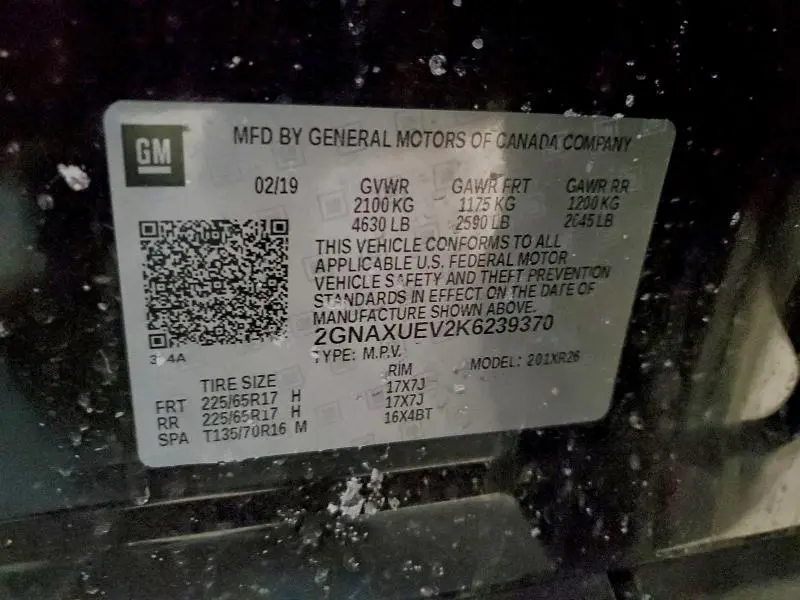 GM
MFD BY GENERAL MOTORS OF CANADA COMPANY
02/19 GVWR GAWR FRT GAWR RR
2100 KG 1175 KG 1200 KG
4630 LB 2590 LB 2645 LB
THIS VEHICLE CONFORMS TO ALL
APPLICABLE U.S. FEDERAL MOTOR
VEHICLE SAFETY AND THEFT PREVENTION
STANDARDS IN EFFECT ON THE DATE OF
MANUFACTURE SHOWN ABOVE.
2GNAXUEV2K6239370
TYPE: M.P.V. MODEL: 201XR26
TIRE SIZE RIM
FRT 225/65R17 H 17X7J
RR 225/65R17 H 17X7J
SPA T135/70R16 M 16X4BT